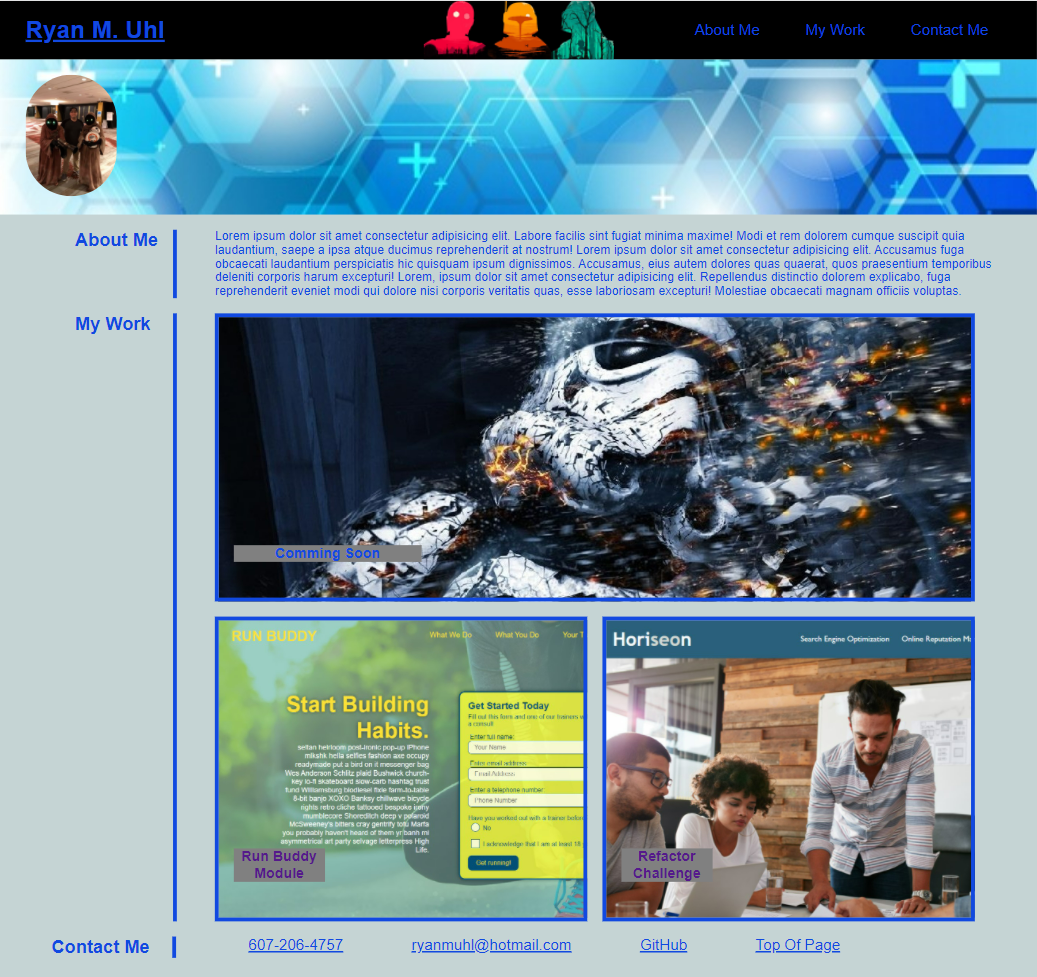 Ryan M. Uhl
About Me
My Work
Contact Me
About Me
Lorem ipsum dolor sit amet consectetur adipisicing elit. Labore facilis sint fugiat minima maxime! Modi et rem dolorem cumque suscipit quia
laudantium, saepe a ipsa atque ducimus reprehenderit at nostrum! Lorem ipsum dolor sit amet consectetur adipisicing elit. Accusamus fuga
obcaecati laudantium perspiciatis hic quisquam ipsum dignissimos. Accusamus, eius autem dolores quas quaerat, quos praesentium temporibus
deleniti corporis harum excepturi! Lorem, ipsum dolor sit amet consectetur adipisicing elit. Repellendus distinctio dolorem explicabo, fuga
reprehenderit eveniet modi qui dolore nisi corporis veritatis quas, esse laboriosam excepturi! Molestiae obcaecati magnam officiis voluptas.
My Work
Comming Soon
RUN BUDDY
What We Do
What You Do
Your T
Start Building
Habits.
seitan heirloom post-ironic pop-up iPhone
mlkshk hella selfies fashion axe occupy
readymade put a bird on it messenger bag
Wes Anderson Schlitz plaid Bushwick church-
key lo-fi skateboard slow-carb hashtag trust
fund Williamsburg biodiesel fixie farm-to-table
8-bit banjo XOXO Banksy chillwave bicycle
rights retro cliche tattooed bespoke irony
mumblecore Shoreditch deep v polaroid
McSweeney's bitters cray gentrify tofu Marfa
you probably haven't heard of them yr banh mi
asymmetrical art party selvage letterpress High
Life.
Get Started Today
Fill out this form and one of our trainers w
a consult
Enter full name:
Your Name
Enter email address:
Email Address
Enter a telephone number:
Phone Number
Have you worked out with a trainer before
No
I acknowledge that I am at least 18
Get running!
Run Buddy
Module
Horiseon
Search Engine Optimization
Online Reputation Ma
Refactor
Challenge
Contact Me
607-206-4757
ryanmuhl@hotmail.com
GitHub
Top Of Page